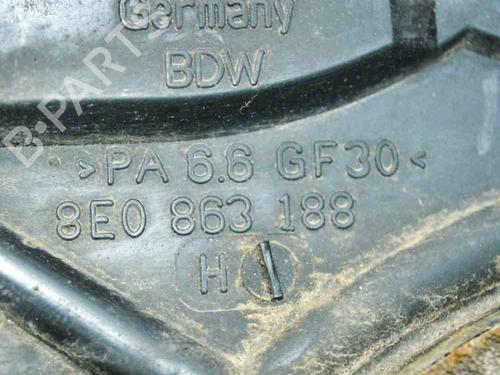 Germany
BDW
>PA 6.6 GF30<
8E0 863 188
H
B-PARTS